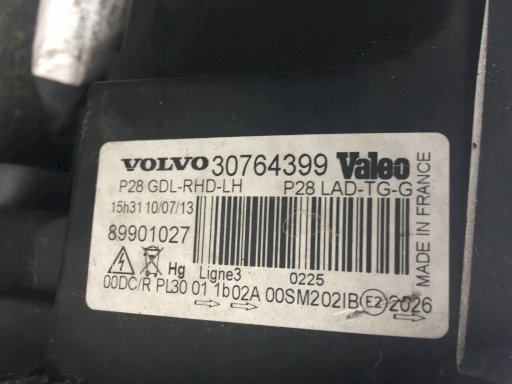 VOLVO 30764399 Valeo
P28 GDL-RHD-LH P28 LAD-TG-G
15h31 10/07/13
89901027
Hg Ligne3 0225
00DC/R PL30 01 1b02A 00SM202IB E2 2026
MADE IN FRANCE